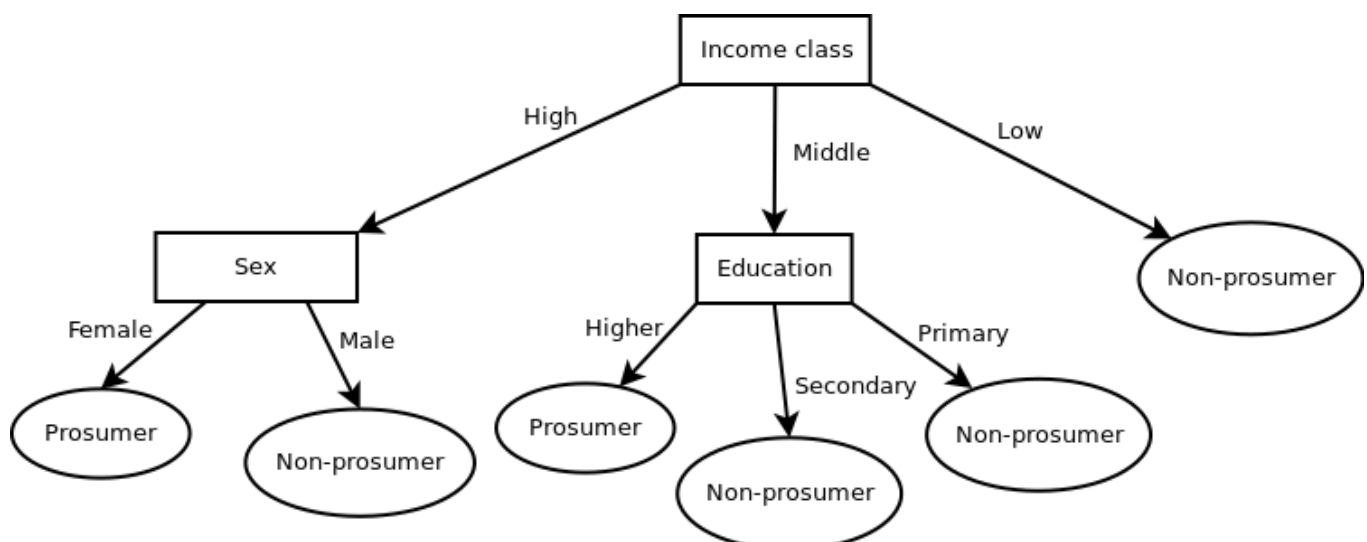 Income class
High
Middle
Low
Sex
Education
Non-prosumer
Female
Male
Higher
Secondary
Primary
Prosumer
Non-prosumer
Prosumer
Non-prosumer
Non-prosumer